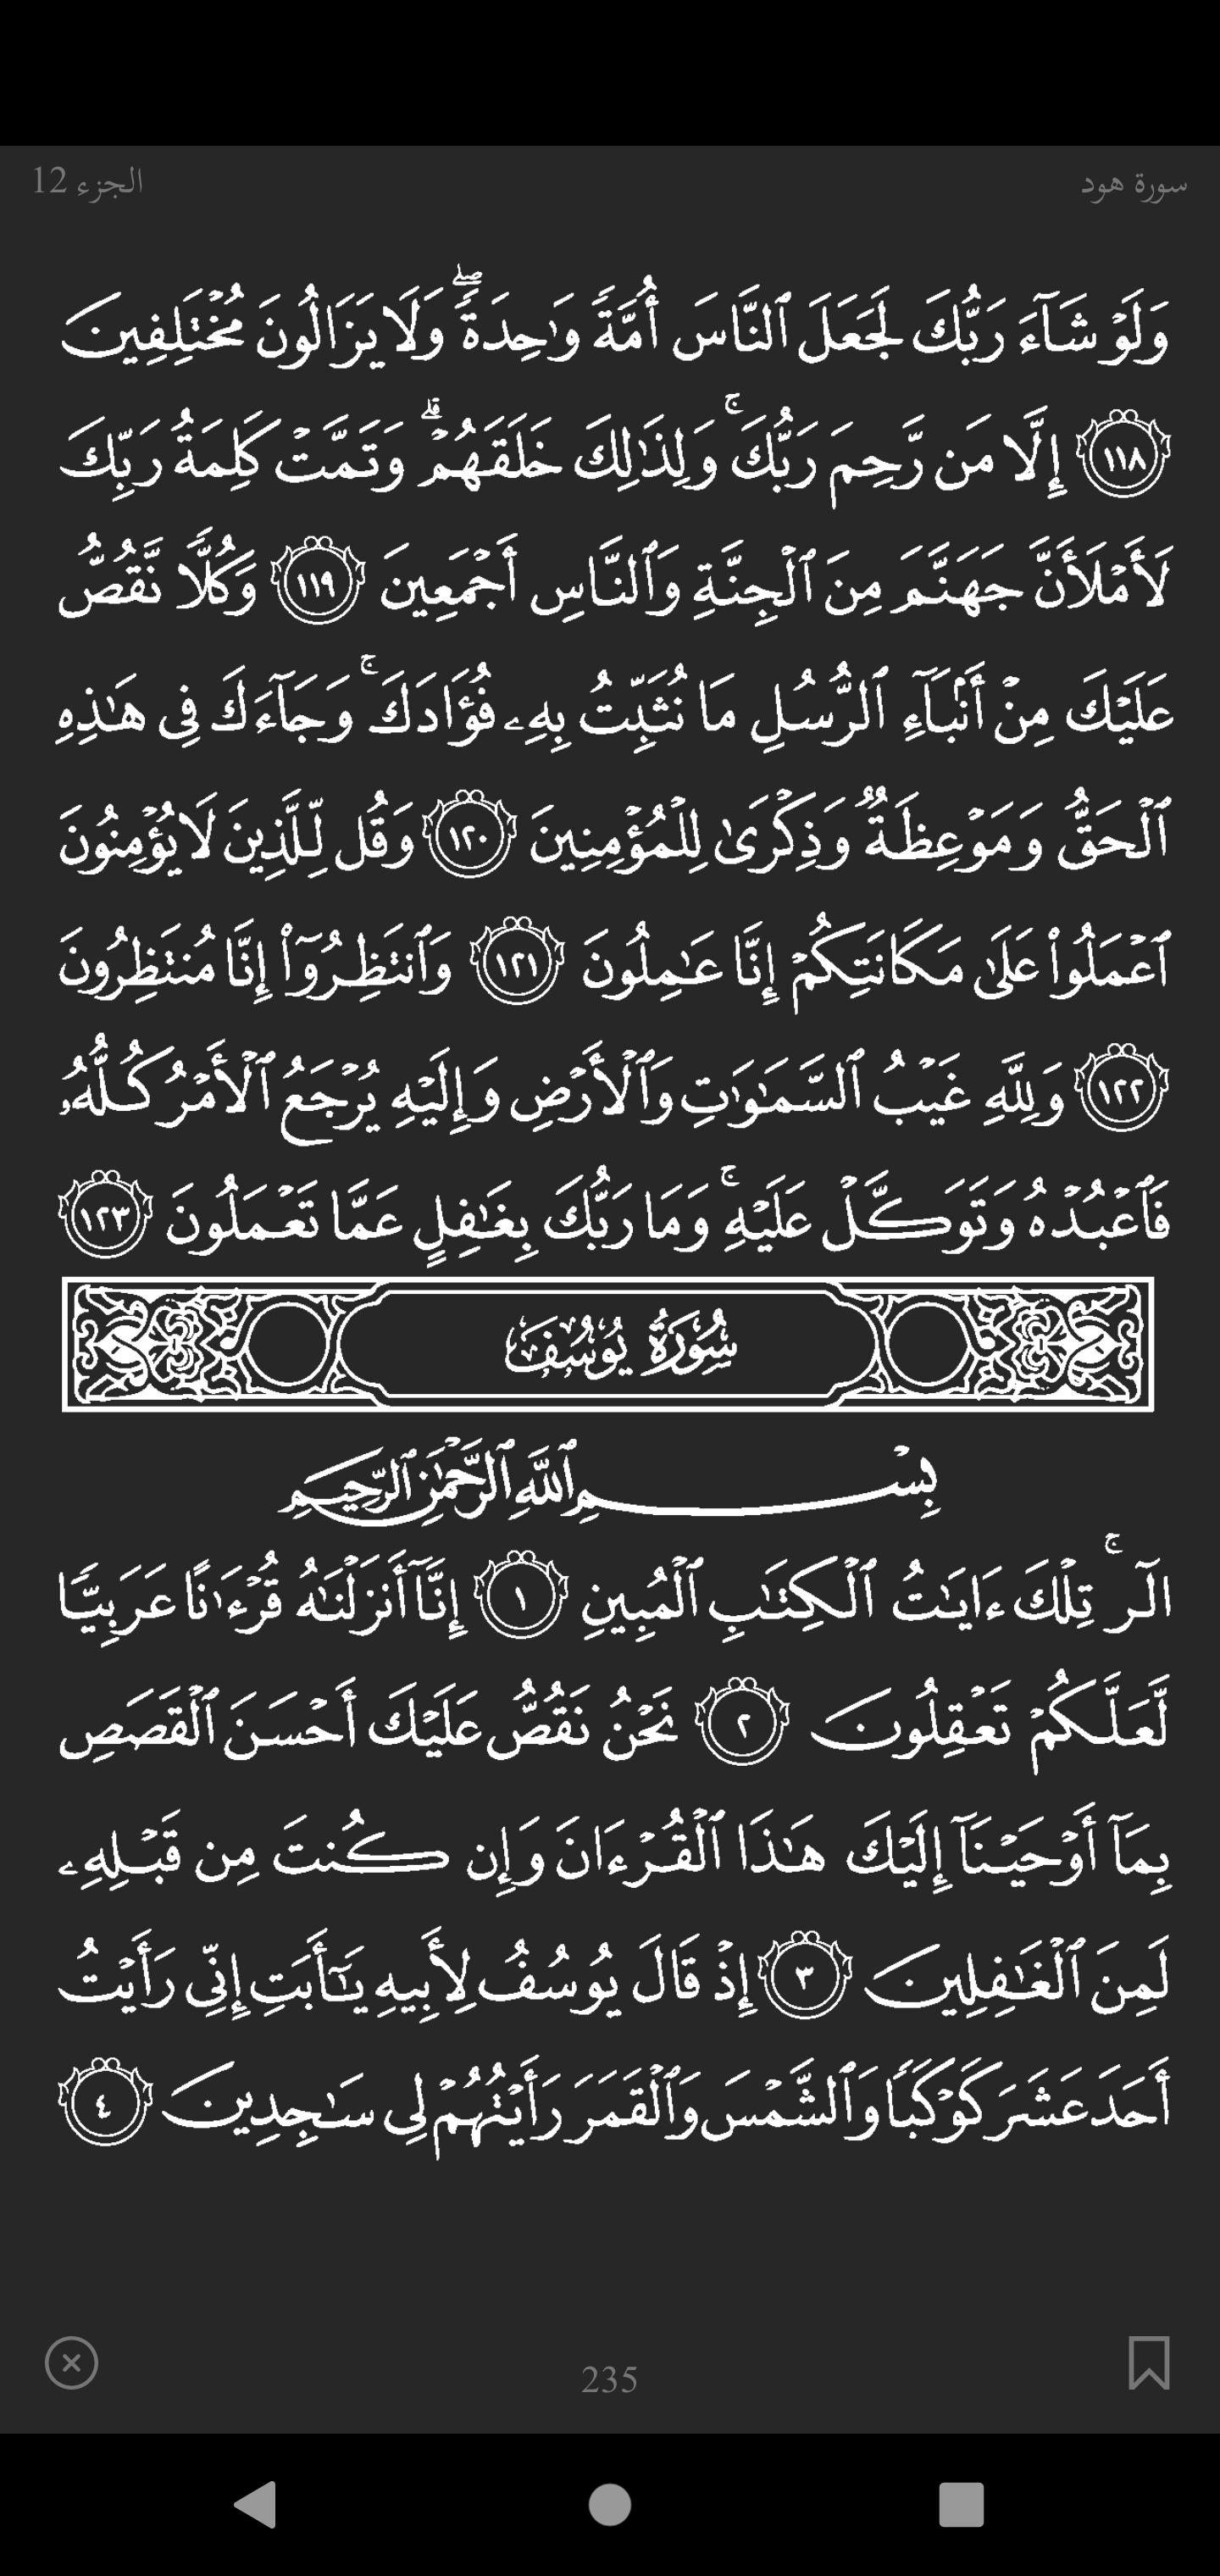 سورة هود
الجزء 12
وَلَوْ شَآءَ رَبُّكَ لَجَعَلَ ٱلنَّاسَ أُمَّةً وَٰحِدَةً ۖ وَلَا يَزَالُونَ مُخْتَلِفِينَ
١١٨ إِلَّا مَن رَّحِمَ رَبُّكَ ۚ وَلِذَٰلِكَ خَلَقَهُمْ ۗ وَتَمَّتْ كَلِمَةُ رَبِّكَ
لَأَمْلَأَنَّ جَهَنَّمَ مِنَ ٱلْجِنَّةِ وَٱلنَّاسِ أَجْمَعِينَ ١١٩ وَكُلًّا نَّقُصُّ
عَلَيْكَ مِنْ أَنۢبَآءِ ٱلرُّسُلِ مَا نُثَبِّتُ بِهِۦ فُؤَادَكَ ۚ وَجَآءَكَ فِى هَٰذِهِ
ٱلْحَقُّ وَمَوْعِظَةٌ وَذِكْرَىٰ لِلْمُؤْمِنِينَ ١٢٠ وَقُل لِّلَّذِينَ لَا يُؤْمِنُونَ
ٱعْمَلُوا۟ عَلَىٰ مَكَانَتِكُمْ إِنَّا عَٰمِلُونَ ١٢١ وَٱنتَظِرُوٓا۟ إِنَّا مُنتَظِرُونَ
١٢٢ وَلِلَّهِ غَيْبُ ٱلسَّمَٰوَٰتِ وَٱلْأَرْضِ وَإِلَيْهِ يُرْجَعُ ٱلْأَمْرُ كُلُّهُۥ
فَٱعْبُدْهُ وَتَوَكَّلْ عَلَيْهِ ۚ وَمَا رَبُّكَ بِغَٰفِلٍ عَمَّا تَعْمَلُونَ ١٢٣
سُورَةُ يُوسُفَ
بِسْمِ ٱللَّهِ ٱلرَّحْمَٰنِ ٱلرَّحِيمِ
الٓر ۚ تِلْكَ ءَايَٰتُ ٱلْكِتَٰبِ ٱلْمُبِينِ ١ إِنَّآ أَنزَلْنَٰهُ قُرْءَٰنًا عَرَبِيًّا
لَّعَلَّكُمْ تَعْقِلُونَ ٢ نَحْنُ نَقُصُّ عَلَيْكَ أَحْسَنَ ٱلْقَصَصِ
بِمَآ أَوْحَيْنَآ إِلَيْكَ هَٰذَا ٱلْقُرْءَانَ وَإِن كُنتَ مِن قَبْلِهِۦ
لَمِنَ ٱلْغَٰفِلِينَ ٣ إِذْ قَالَ يُوسُفُ لِأَبِيهِ يَٰٓأَبَتِ إِنِّى رَأَيْتُ
أَحَدَ عَشَرَ كَوْكَبًا وَٱلشَّمْسَ وَٱلْقَمَرَ رَأَيْتُهُمْ لِى سَٰجِدِينَ ٤
235